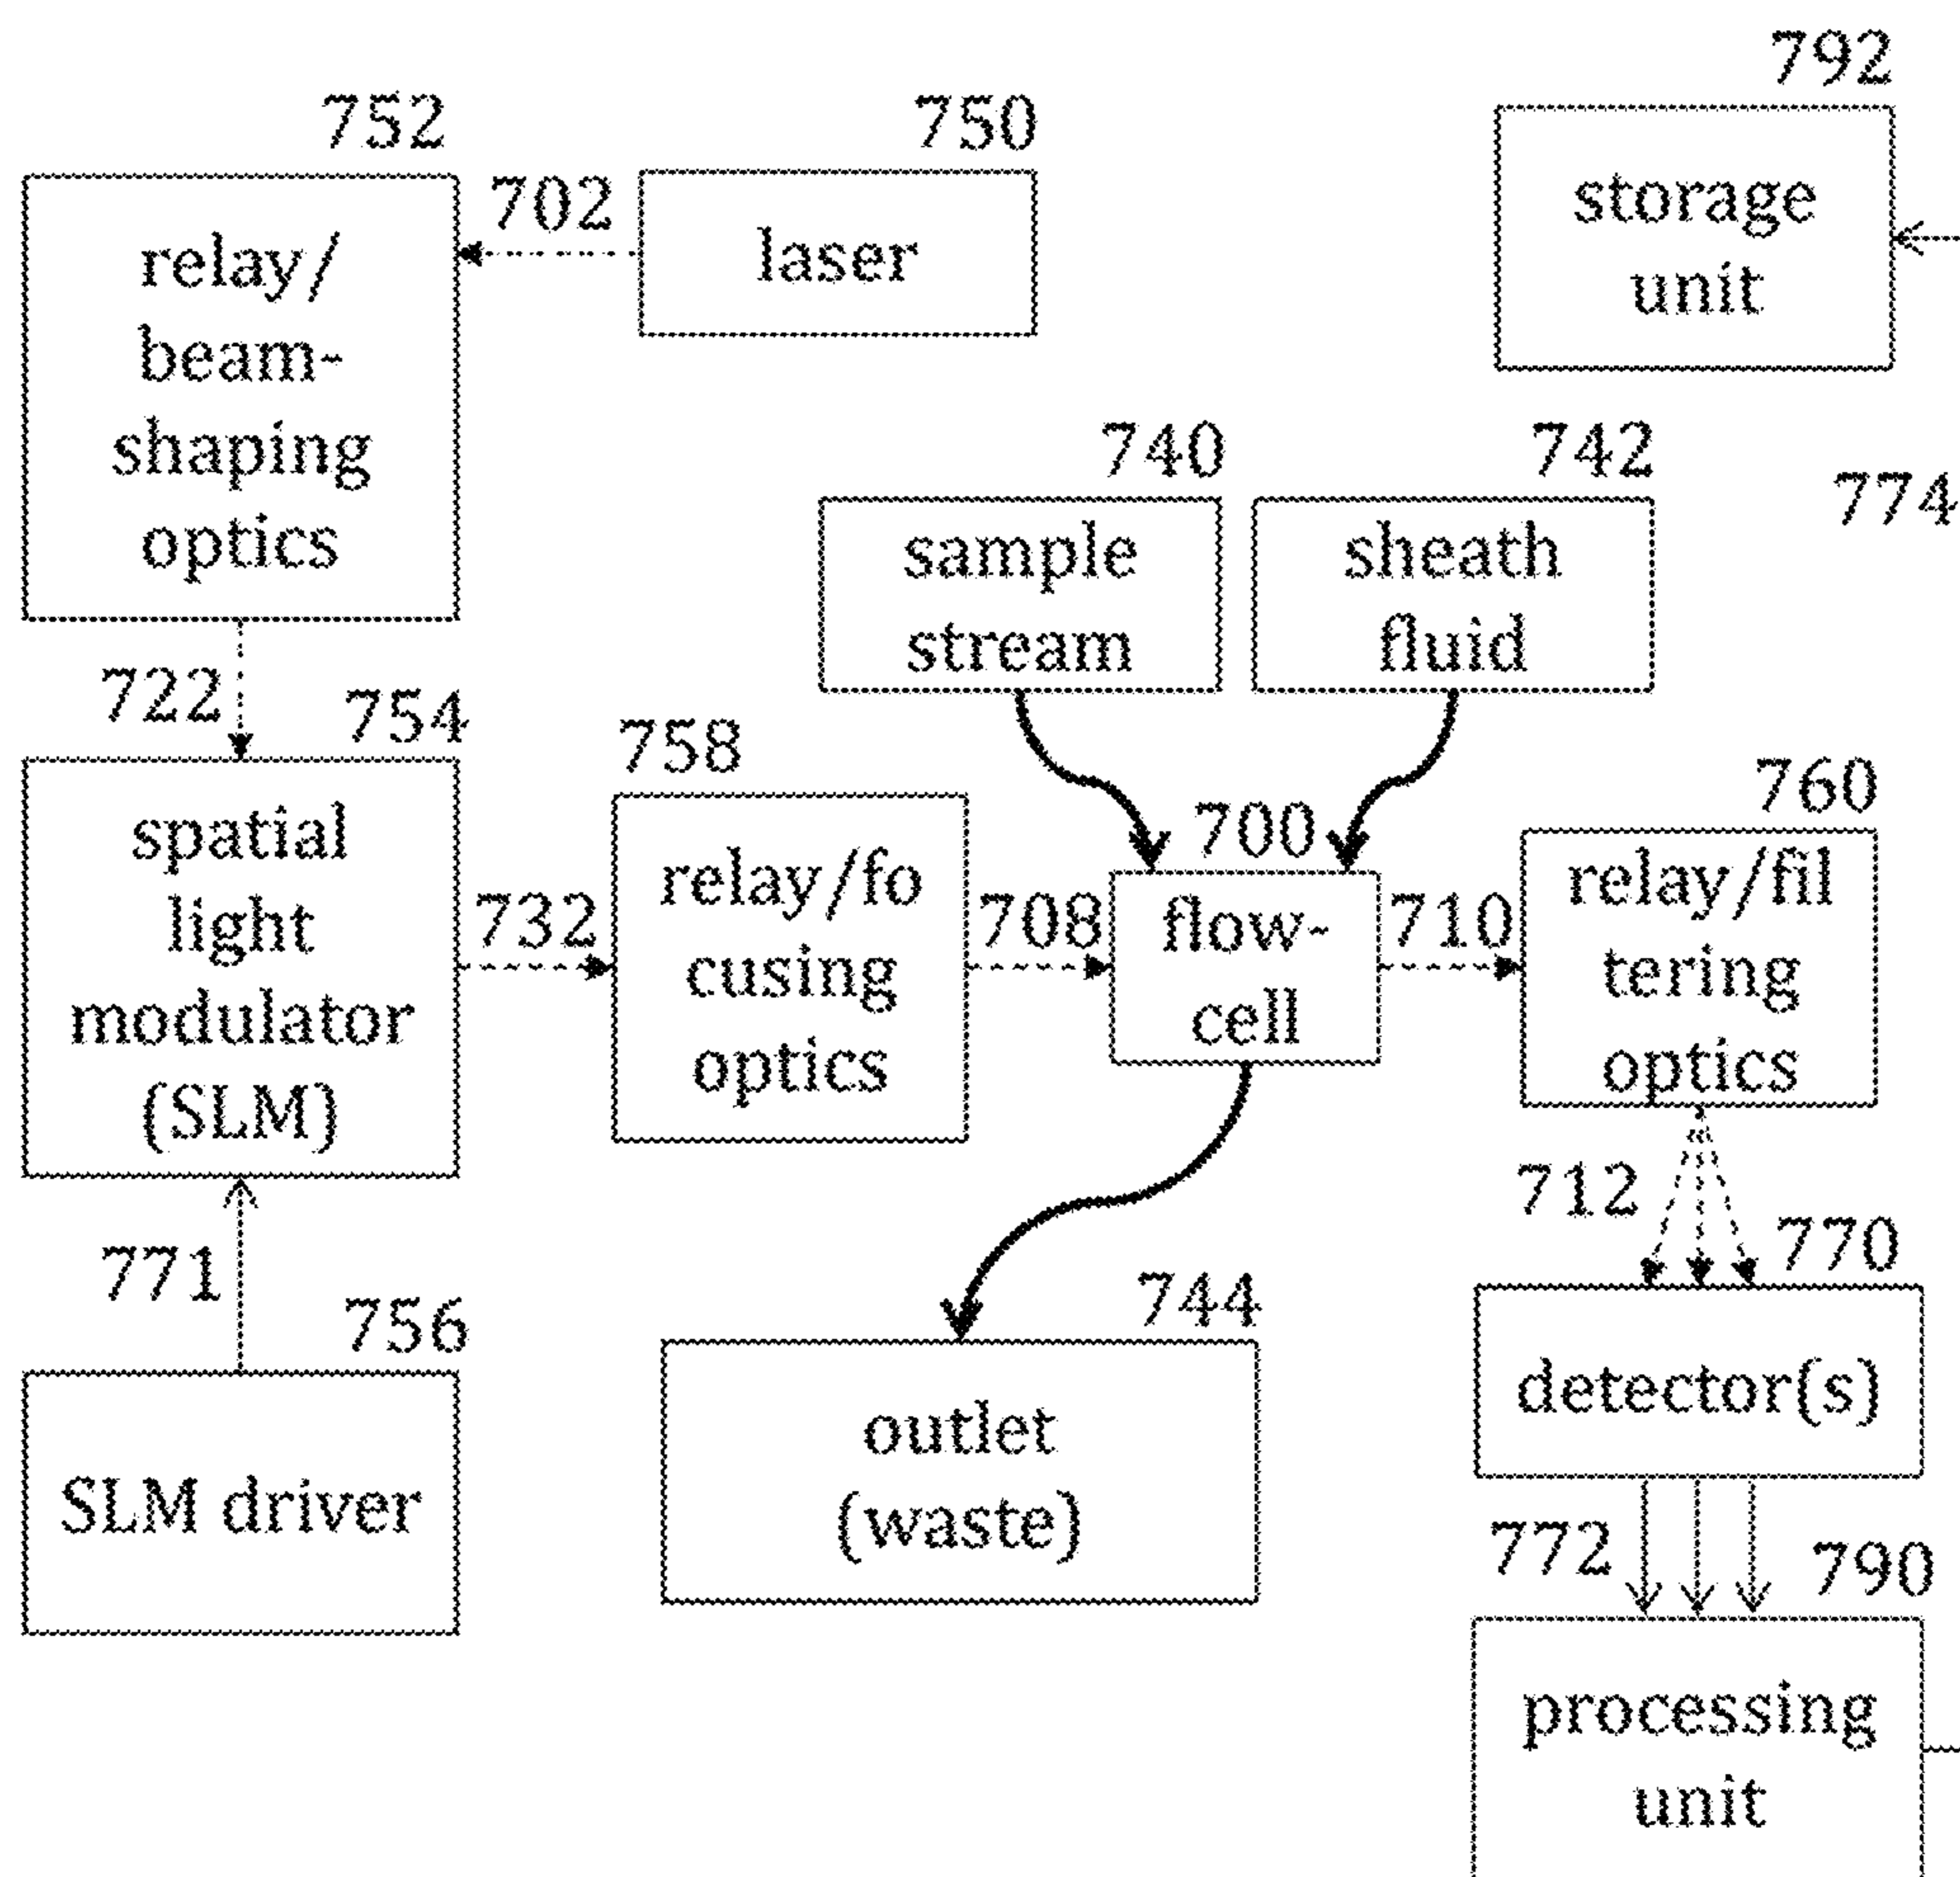 792
752
750
702
storage
unit
relay/
beam-
shaping
optics
laser
740
742
774
sample
stream
sheath
fluid
722
754
758
760
spatial
light
modulator
(SLM)
732
relay/fo
cusing
optics
708
700
flow-
cell
710
relay/fil
tering
optics
712
770
771
756
744
detector(s)
SLM driver
outlet
(waste)
772
790
processing
unit